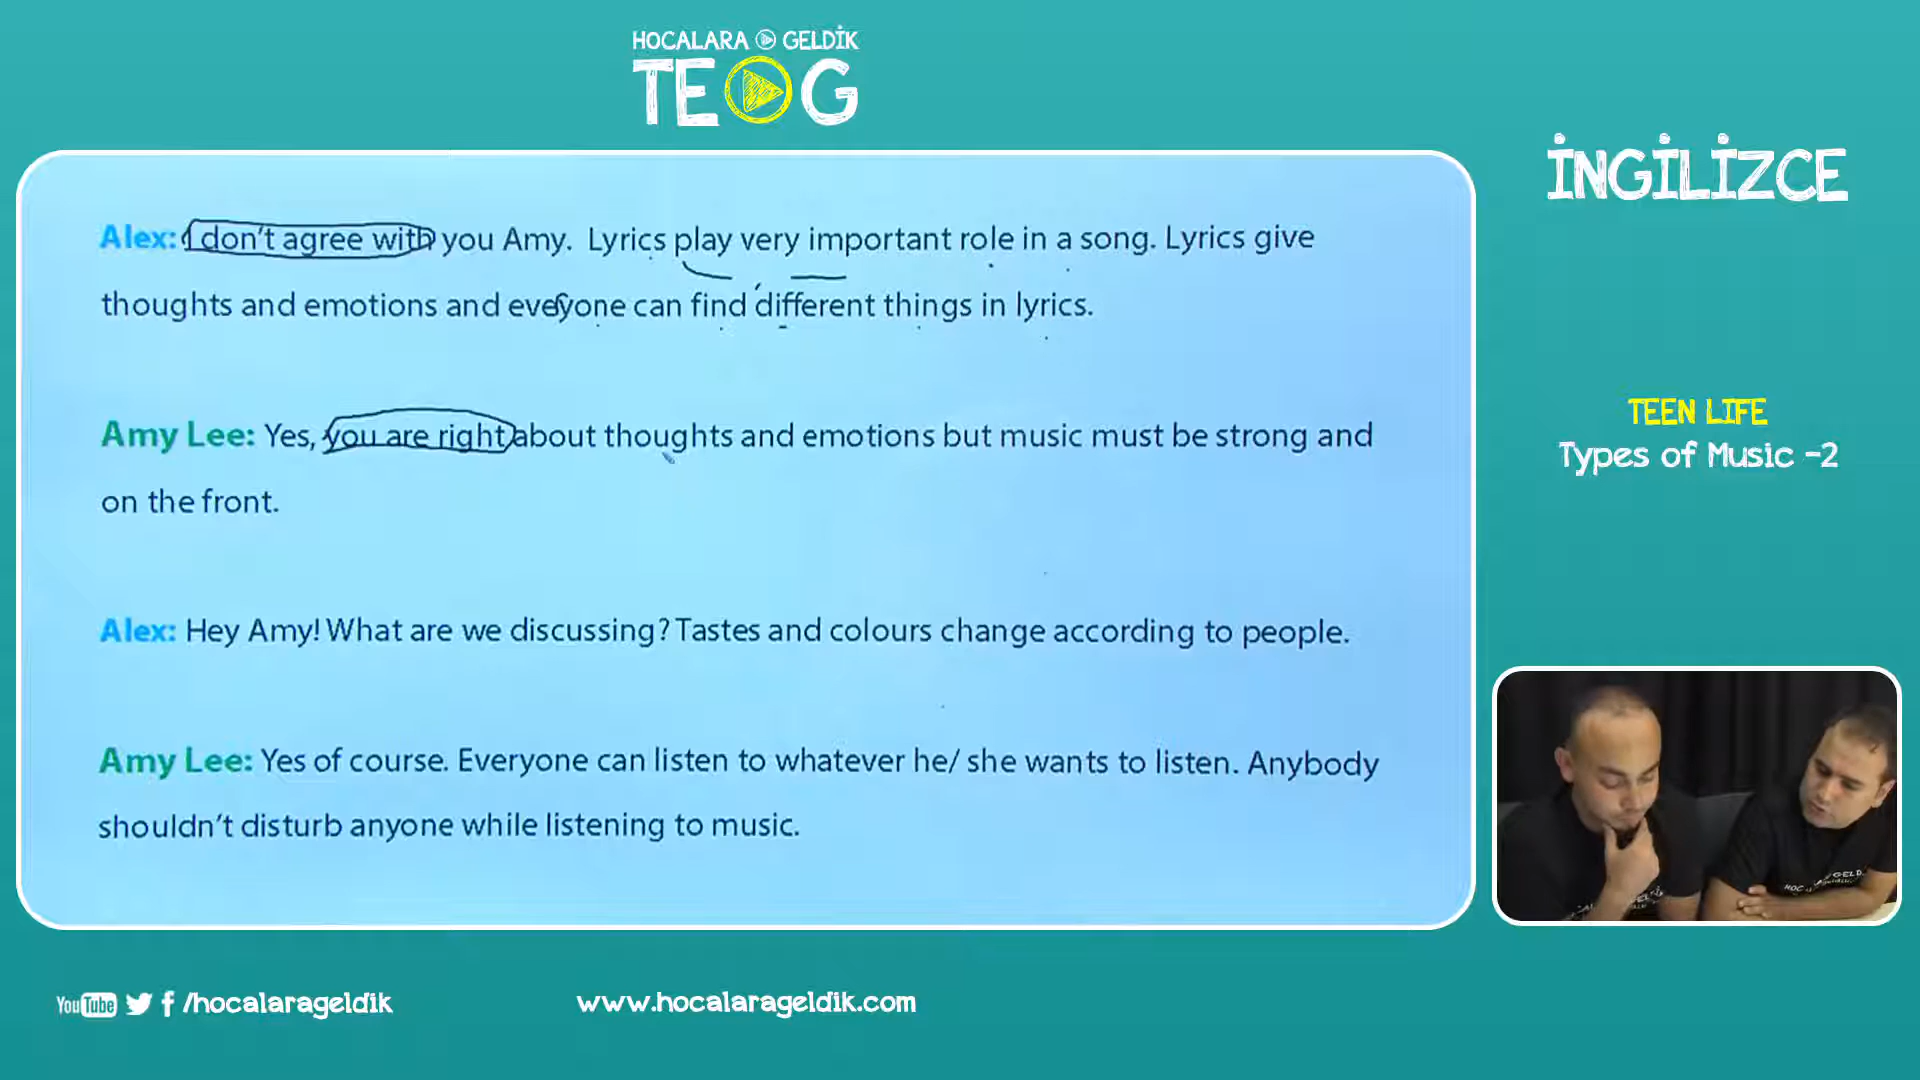 HOCALARA GELDİK
TEOG
İNGİLİZCE
Alex: I don't agree with you Amy. Lyrics play very important role in a song. Lyrics give
thoughts and emotions and everyone can find different things in lyrics.
Amy Lee: Yes, you are right about thoughts and emotions but music must be strong and
on the front.
TEEN LIFE
Types of Music -2
Alex: Hey Amy! What are we discussing? Tastes and colours change according to people.
Amy Lee: Yes of course. Everyone can listen to whatever he/ she wants to listen. Anybody
shouldn't disturb anyone while listening to music.
YouTube f /hocalarageldik
www.hocalarageldik.com